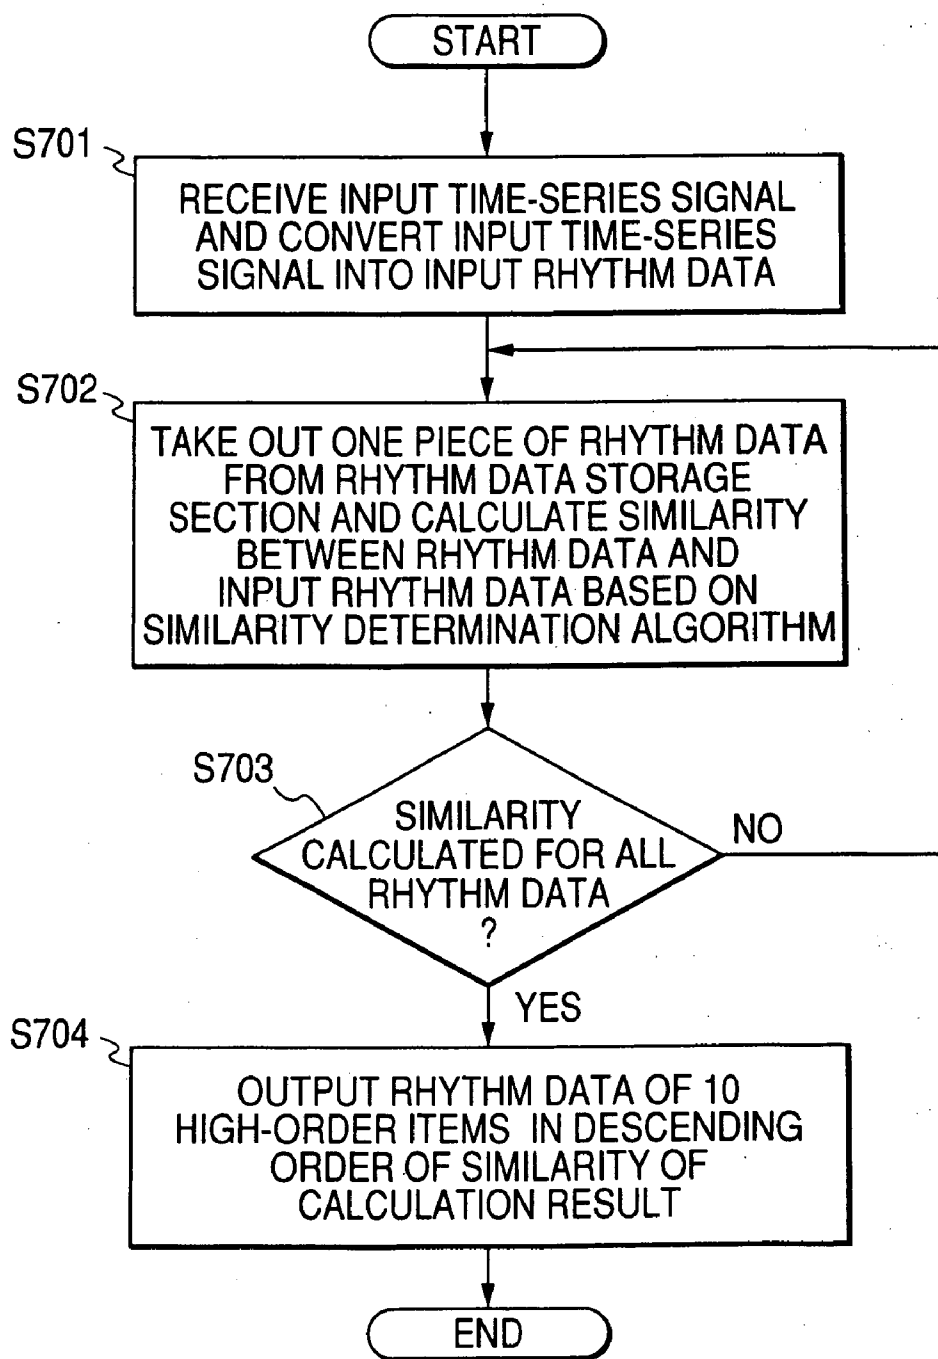 START
S701
RECEIVE INPUT TIME-SERIES SIGNAL
AND CONVERT INPUT TIME-SERIES
SIGNAL INTO INPUT RHYTHM DATA
S702
TAKE OUT ONE PIECE OF RHYTHM DATA
FROM RHYTHM DATA STORAGE
SECTION AND CALCULATE SIMILARITY
BETWEEN RHYTHM DATA AND
INPUT RHYTHM DATA BASED ON
SIMILARITY DETERMINATION ALGORITHM
S703
SIMILARITY
CALCULATED FOR ALL
RHYTHM DATA
?
NO
YES
S704
OUTPUT RHYTHM DATA OF 10
HIGH-ORDER ITEMS IN DESCENDING
ORDER OF SIMILARITY OF
CALCULATION RESULT
END